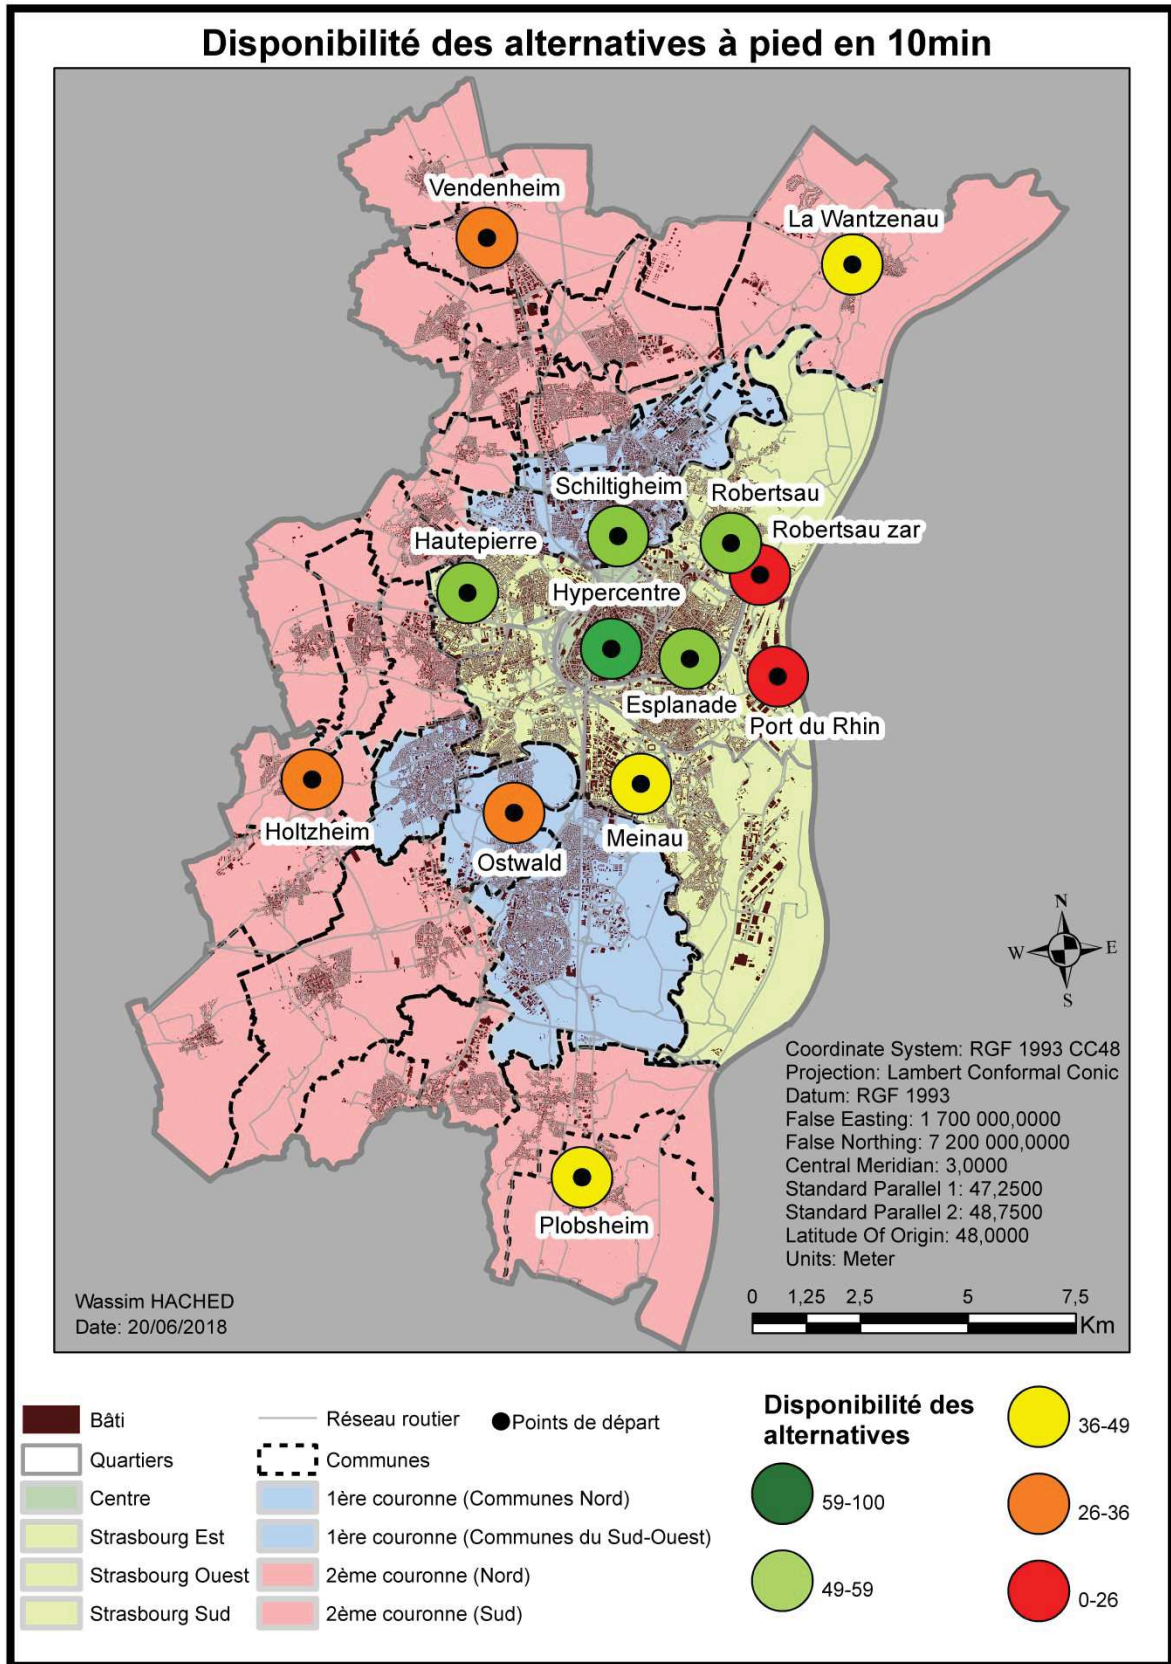 Disponibilité des alternatives à pied en 10min
Vendenheim
La Wantzenau
Schiltigheim
Robertsau
Hautepierre
Robertsau zar
Hypercentre
Esplanade
Port du Rhin
Holtzheim
Ostwald
Meinau
Plobsheim
N
W
E
S
Coordinate System: RGF 1993 CC48
Projection: Lambert Conformal Conic
Datum: RGF 1993
False Easting: 1 700 000,0000
False Northing: 7 200 000,0000
Central Meridian: 3,0000
Standard Parallel 1: 47,2500
Standard Parallel 2: 48,7500
Latitude Of Origin: 48,0000
Units: Meter
Wassim HACHED
Date: 20/06/2018
0 1,25 2,5 5 7,5
Km
Bâti
Quartiers
Centre
Strasbourg Est
Strasbourg Ouest
Strasbourg Sud
Réseau routier
Points de départ
Communes
1ère couronne (Communes Nord)
1ère couronne (Communes du Sud-Ouest)
2ème couronne (Nord)
2ème couronne (Sud)
Disponibilité des
alternatives
59-100
49-59
36-49
26-36
0-26